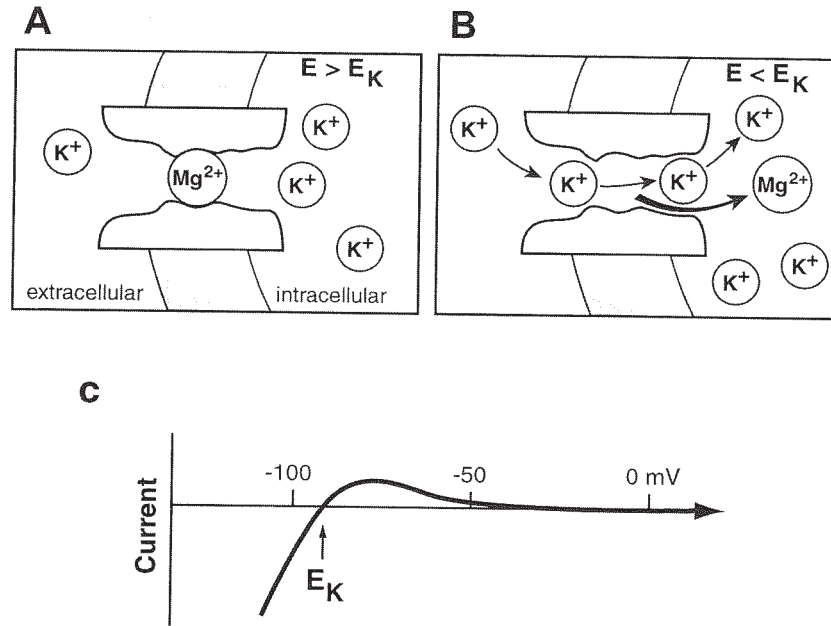 A
E > E_K
K⁺
K⁺
Mg²⁺
K⁺
K⁺
extracellular
intracellular
B
E < E_K
K⁺
K⁺
K⁺
K⁺
Mg²⁺
K⁺
K⁺
C
Current
-100
-50
0 mV
E_K